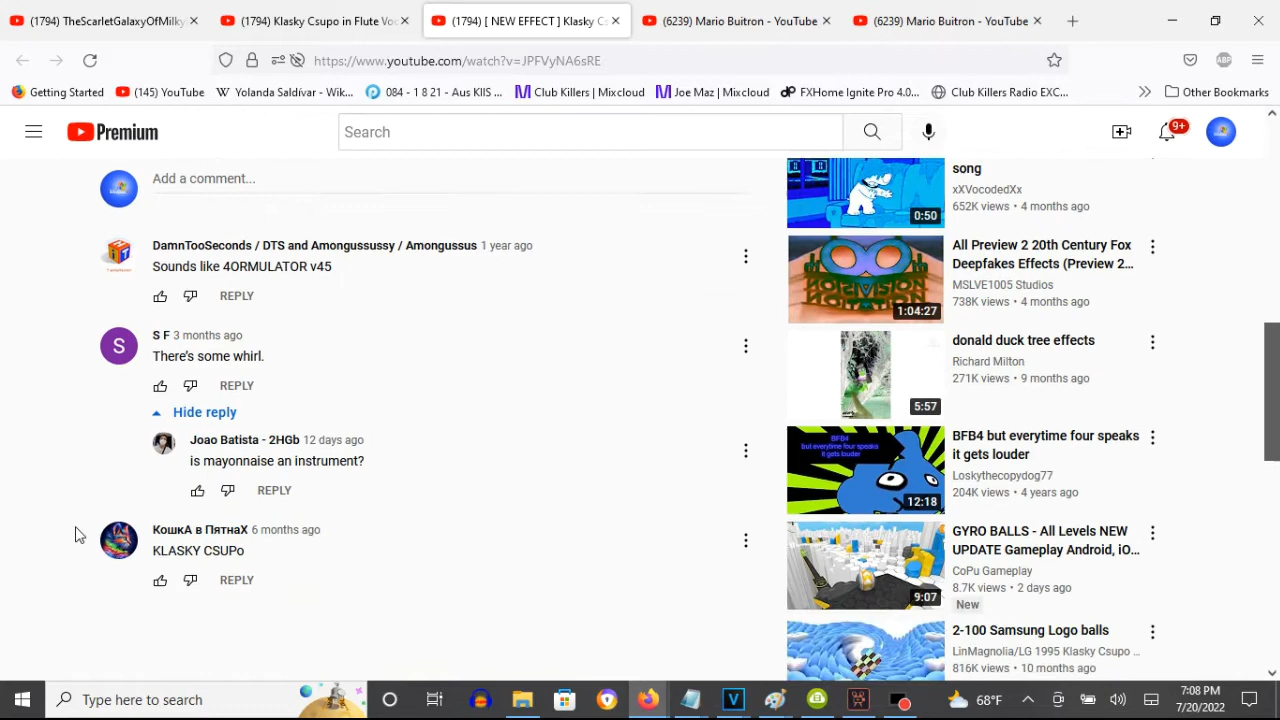 (1794) TheScarletGalaxyOfMilky
(1794) Klasky Csupo in Flute Vo
(1794) [ NEW EFFECT ] Klasky C
(6239) Mario Buitron - YouTube
(6239) Mario Buitron - YouTube
https://www.youtube.com/watch?v=JPFVyNA6sRE
Getting Started
(145) YouTube
Yolanda Saldívar - Wik...
084 - 1 8 21 - Aus KIIS ...
Club Killers | Mixcloud
Joe Maz | Mixcloud
FXHome Ignite Pro 4.0...
Club Killers Radio EXC...
Other Bookmarks
Premium
Search
9+
Add a comment...
DamnTooSeconds / DTS and Amongussussy / Amongussus 1 year ago
Sounds like 4ORMULATOR v45
REPLY
S F 3 months ago
There's some whirl.
REPLY
Hide reply
Joao Batista - 2HGb 12 days ago
is mayonnaise an instrument?
REPLY
КошкА в ПятнаХ 6 months ago
KLASKY CSUPo
REPLY
song
xXVocodedXx
652K views • 4 months ago
0:50
All Preview 2 20th Century Fox
Deepfakes Effects (Preview 2...
MSLVE1005 Studios
738K views • 4 months ago
1:04:27
donald duck tree effects
Richard Milton
271K views • 9 months ago
5:57
BFB4
but everytime four speaks
it gets louder
12:18
BFB4 but everytime four speaks
it gets louder
Loskythecopydog77
204K views • 4 years ago
GYRO BALLS - All Levels NEW
UPDATE Gameplay Android, iO...
CoPu Gameplay
8.7K views • 2 days ago
New
9:07
2-100 Samsung Logo balls
LinMagnolia/LG 1995 Klasky Csupo ...
816K views • 10 months ago
Type here to search
68°F
7:08 PM
7/20/2022